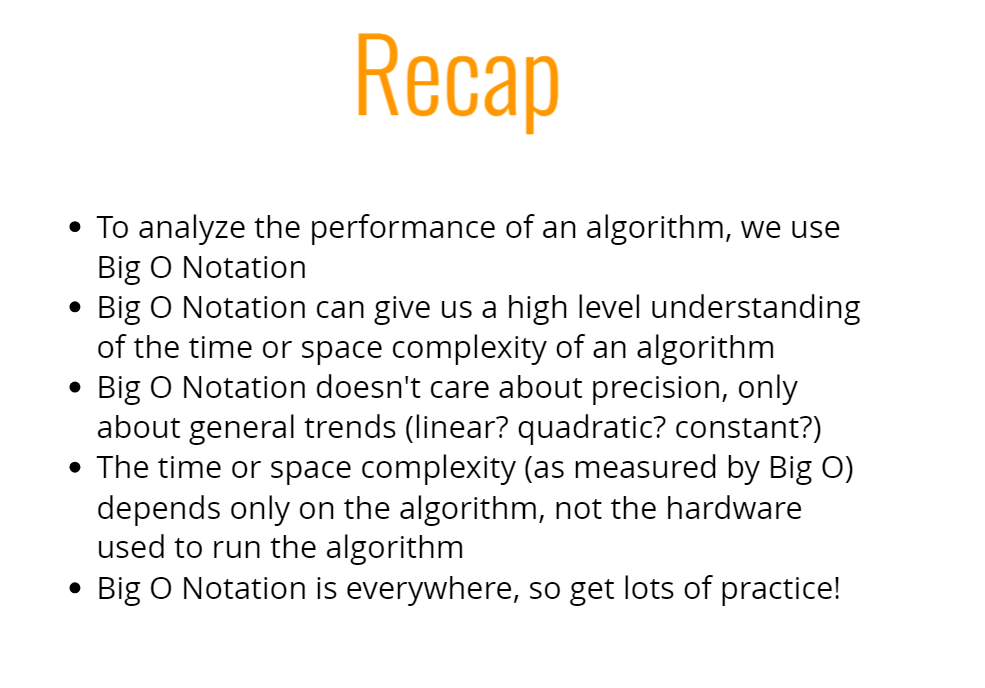 Recap
• To analyze the performance of an algorithm, we use
Big O Notation
• Big O Notation can give us a high level understanding
of the time or space complexity of an algorithm
• Big O Notation doesn't care about precision, only
about general trends (linear? quadratic? constant?)
• The time or space complexity (as measured by Big O)
depends only on the algorithm, not the hardware
used to run the algorithm
• Big O Notation is everywhere, so get lots of practice!